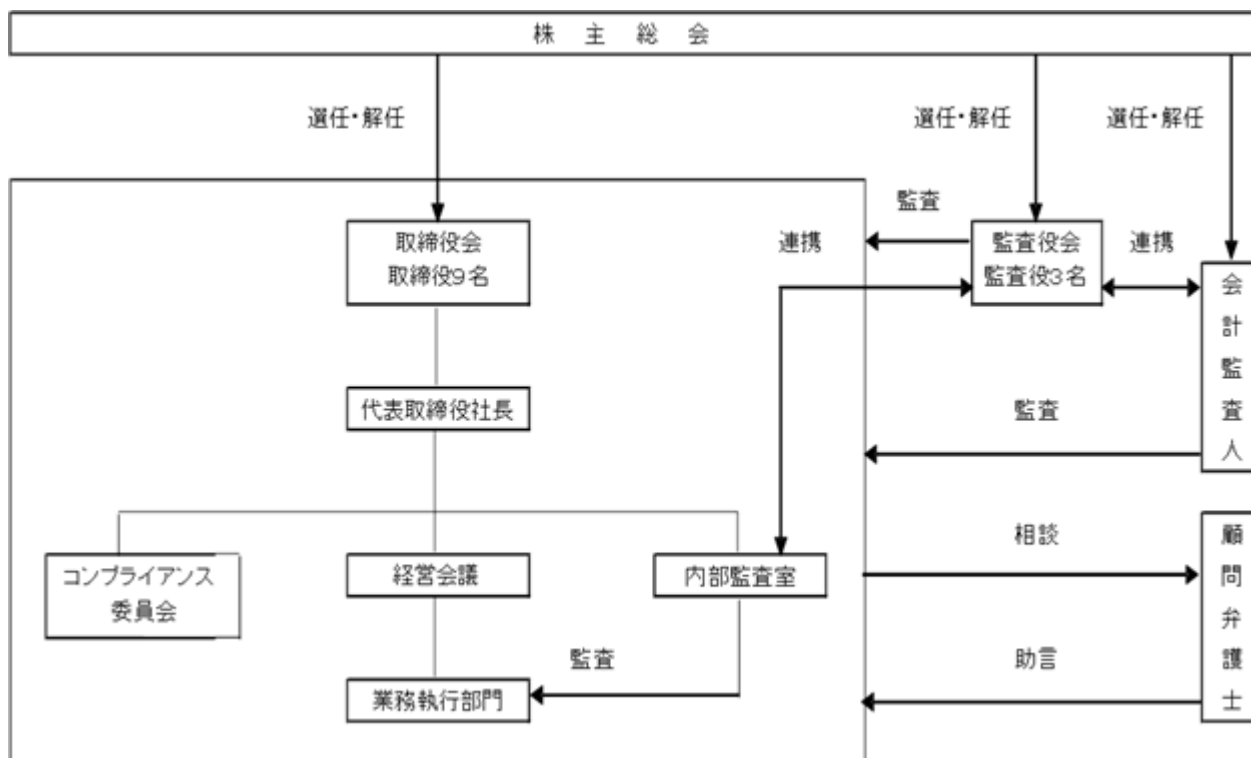 株主総会
選任・解任
選任・解任
選任・解任
監査
取締役会
取締役9名
連携
監査役会
監査役3名
連携
会計監査人
代表取締役社長
監査
相談
顧問弁護士
コンプライアンス
委員会
経営会議
内部監査室
監査
助言
業務執行部門